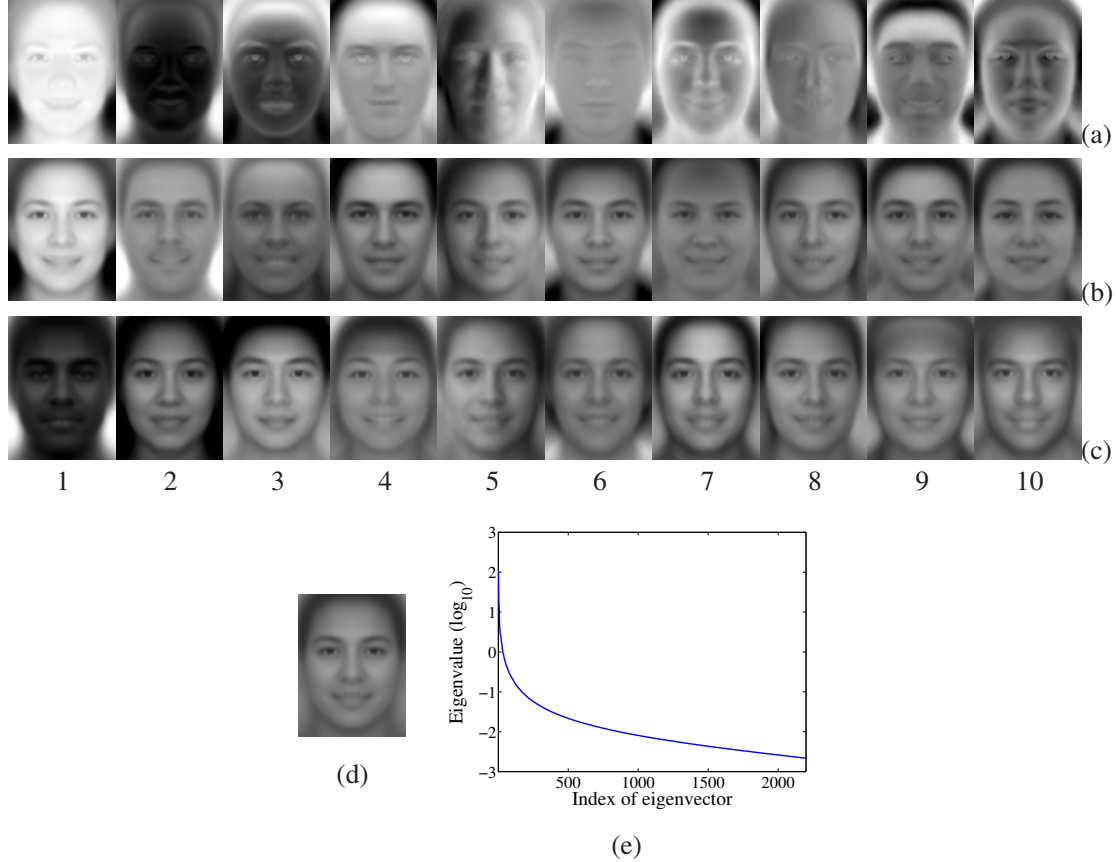 (a)
(b)
(c)
1 2 3 4 5 6 7 8 9 10
(d)
3
2
1
0
−1
−2
−3
Eigenvalue (log10)
500 1000 1500 2000
Index of eigenvector
(e)